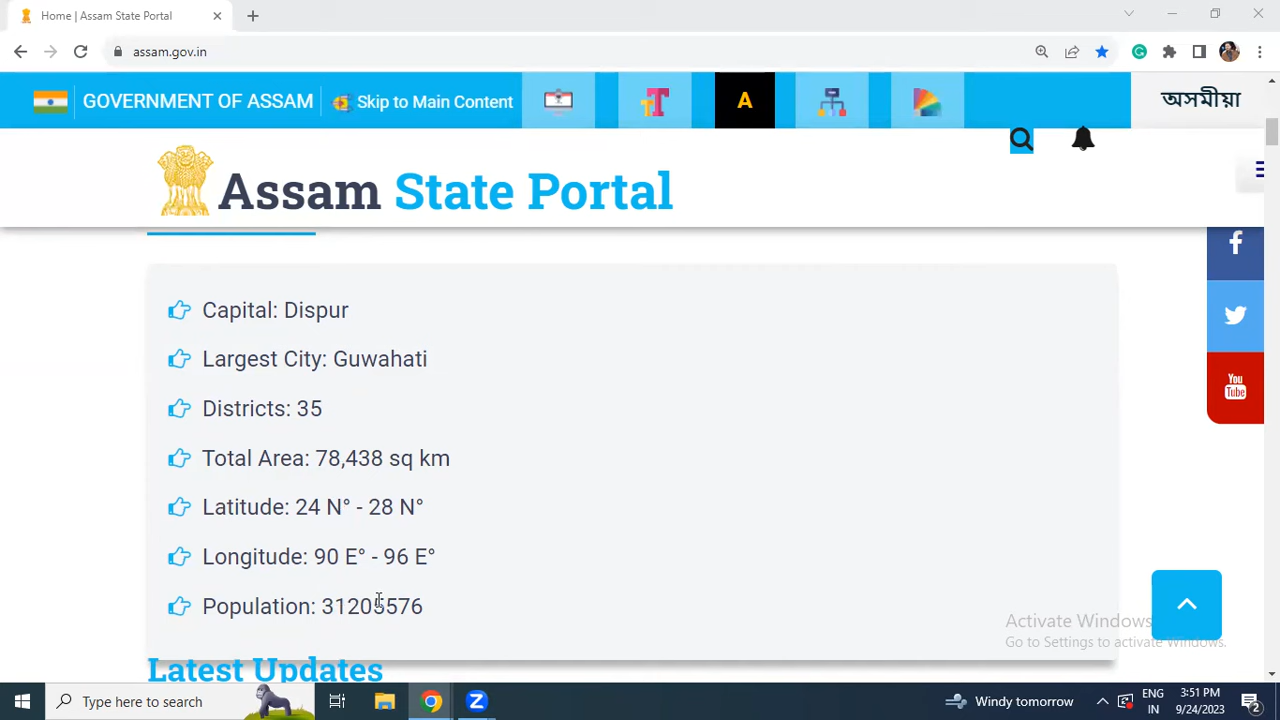 Home | Assam State Portal
assam.gov.in
GOVERNMENT OF ASSAM
Skip to Main Content
T
A
অসমীয়া
Assam State Portal
Capital: Dispur
Largest City: Guwahati
Districts: 35
Total Area: 78,438 sq km
Latitude: 24 N° - 28 N°
Longitude: 90 E° - 96 E°
Population: 31205576
You
Tube
Activate Windows
Go to Settings to activate Windows.
Latest Updates
Type here to search
Windy tomorrow
ENG
IN
3:51 PM
9/24/2023
2